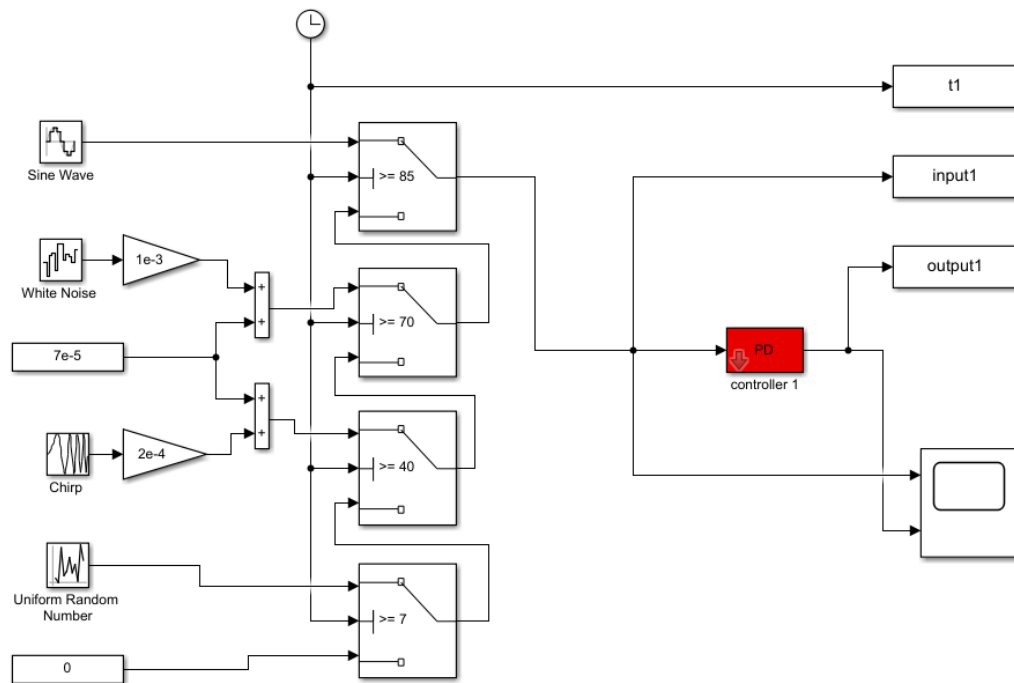 t1
Sine Wave
>= 85
input1
White Noise
1e-3
+
+
>= 70
output1
7e-5
PD
controller 1
+
+
Chirp
2e-4
>= 40
Uniform Random
Number
>= 7
0